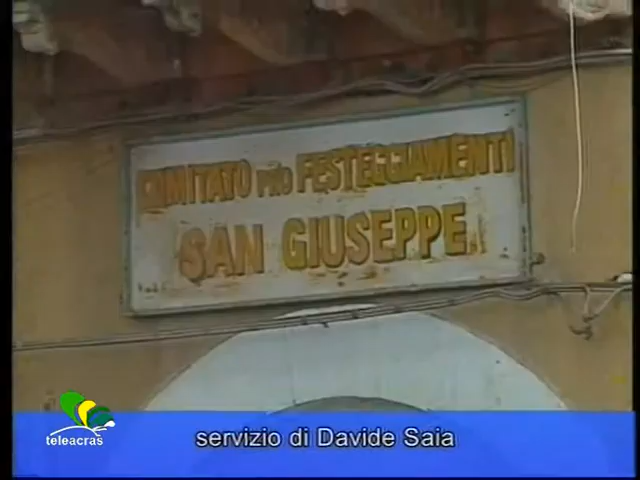 COMITATO PRO FESTEGGIAMENTI
SAN GIUSEPPE
teleacras
servizio di Davide Saia